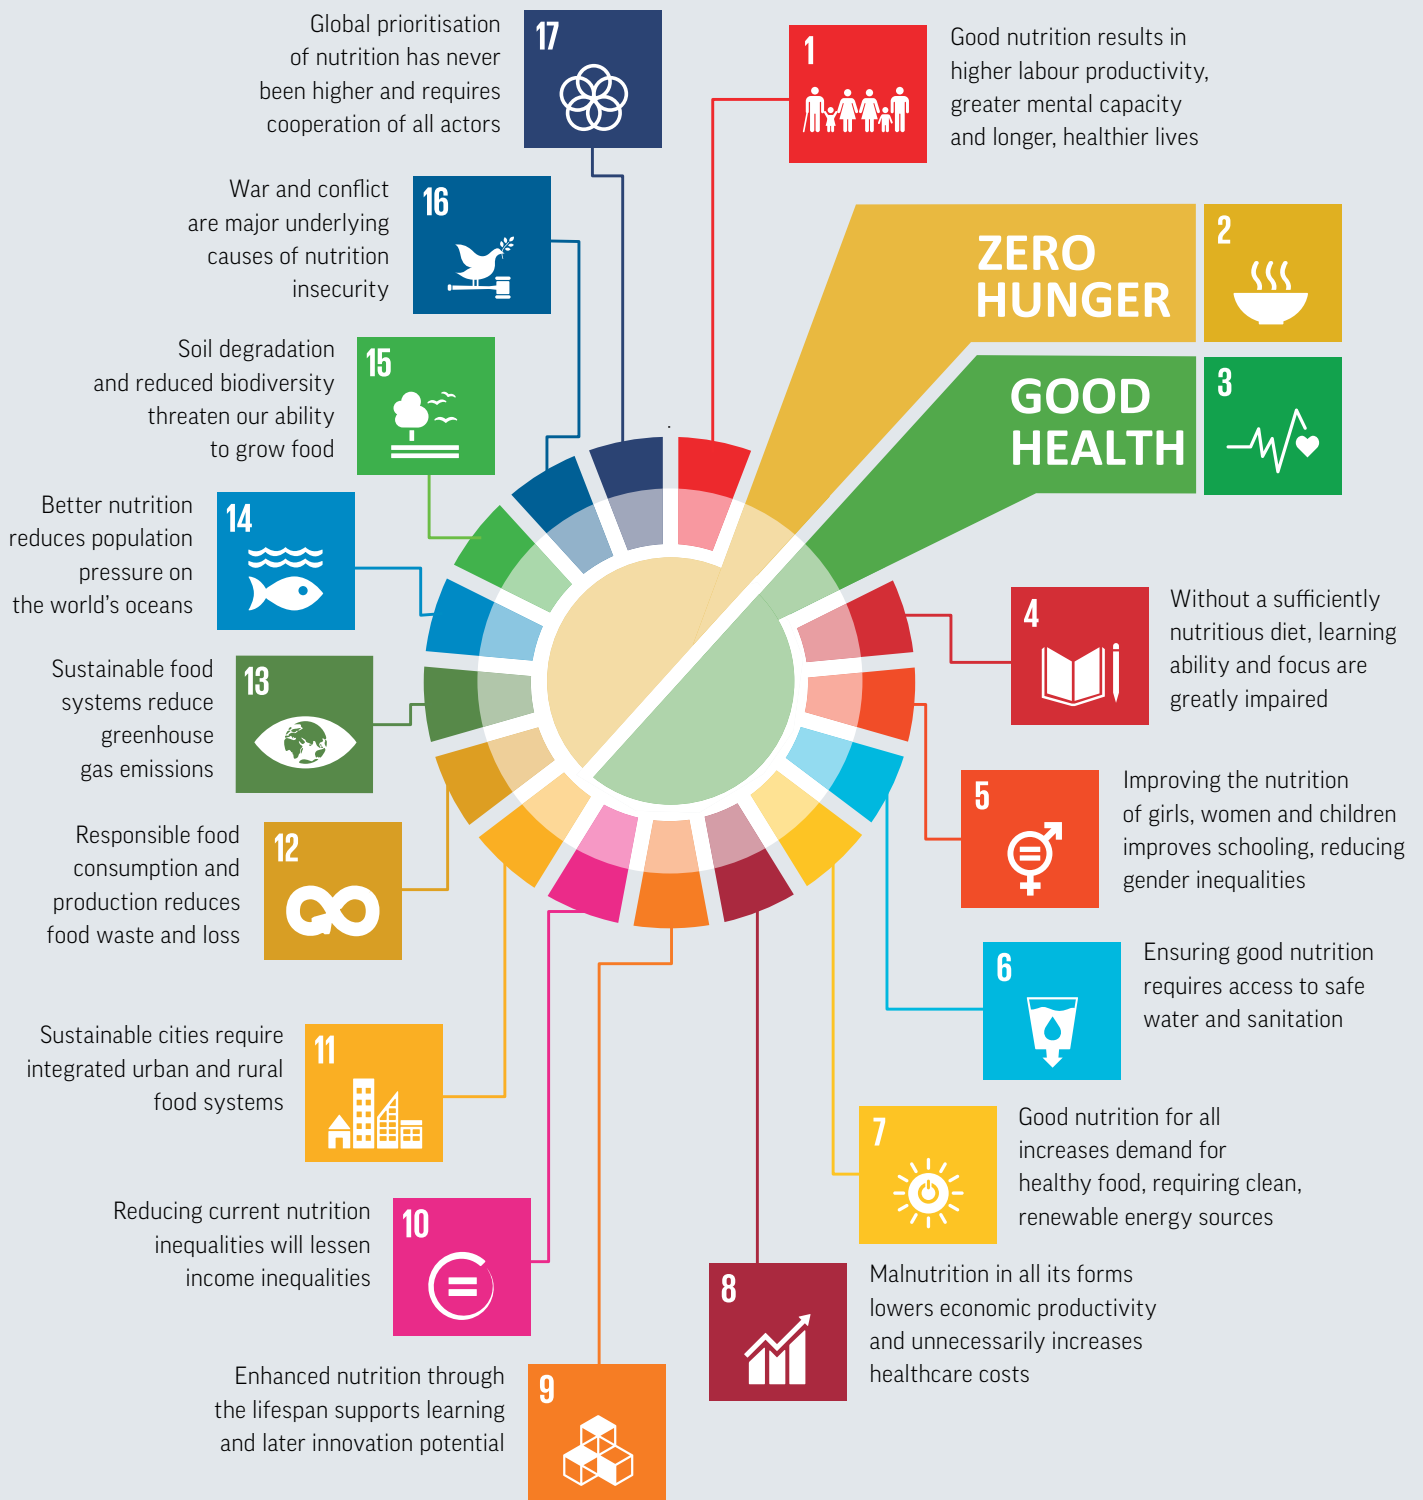 1
Good nutrition results in
higher labour productivity,
greater mental capacity
and longer, healthier lives
ZERO
HUNGER
2
GOOD
HEALTH
3
4
Without a sufficiently
nutritious diet, learning
ability and focus are
greatly impaired
5
Improving the nutrition
of girls, women and children
improves schooling, reducing
gender inequalities
6
Ensuring good nutrition
requires access to safe
water and sanitation
7
Good nutrition for all
increases demand for
healthy food, requiring clean,
renewable energy sources
8
Malnutrition in all its forms
lowers economic productivity
and unnecessarily increases
healthcare costs
9
Enhanced nutrition through
the lifespan supports learning
and later innovation potential
10
Reducing current nutrition
inequalities will lessen
income inequalities
11
Sustainable cities require
integrated urban and rural
food systems
12
Responsible food
consumption and
production reduces
food waste and loss
13
Sustainable food
systems reduce
greenhouse
gas emissions
14
Better nutrition
reduces population
pressure on
the world's oceans
15
Soil degradation
and reduced biodiversity
threaten our ability
to grow food
16
War and conflict
are major underlying
causes of nutrition
insecurity
17
Global prioritisation
of nutrition has never
been higher and requires
cooperation of all actors